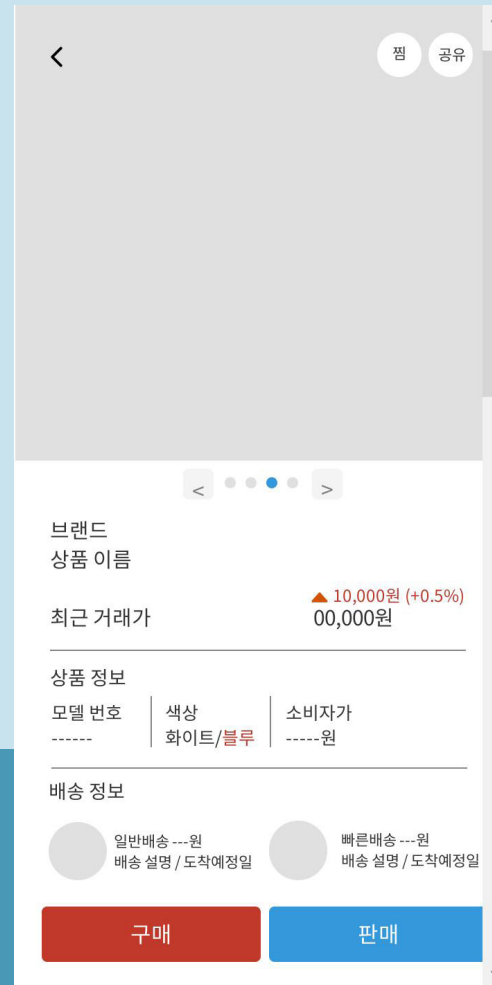 <
찜 공유
< >
브랜드
상품 이름
▲ 10,000원 (+0.5%)
최근 거래가 00,000원
상품 정보
모델 번호 색상 소비자가
------ 화이트/블루 -----원
배송 정보
일반배송 ---원 빠른배송 ---원
배송 설명 / 도착예정일 배송 설명 / 도착예정일
구매 판매